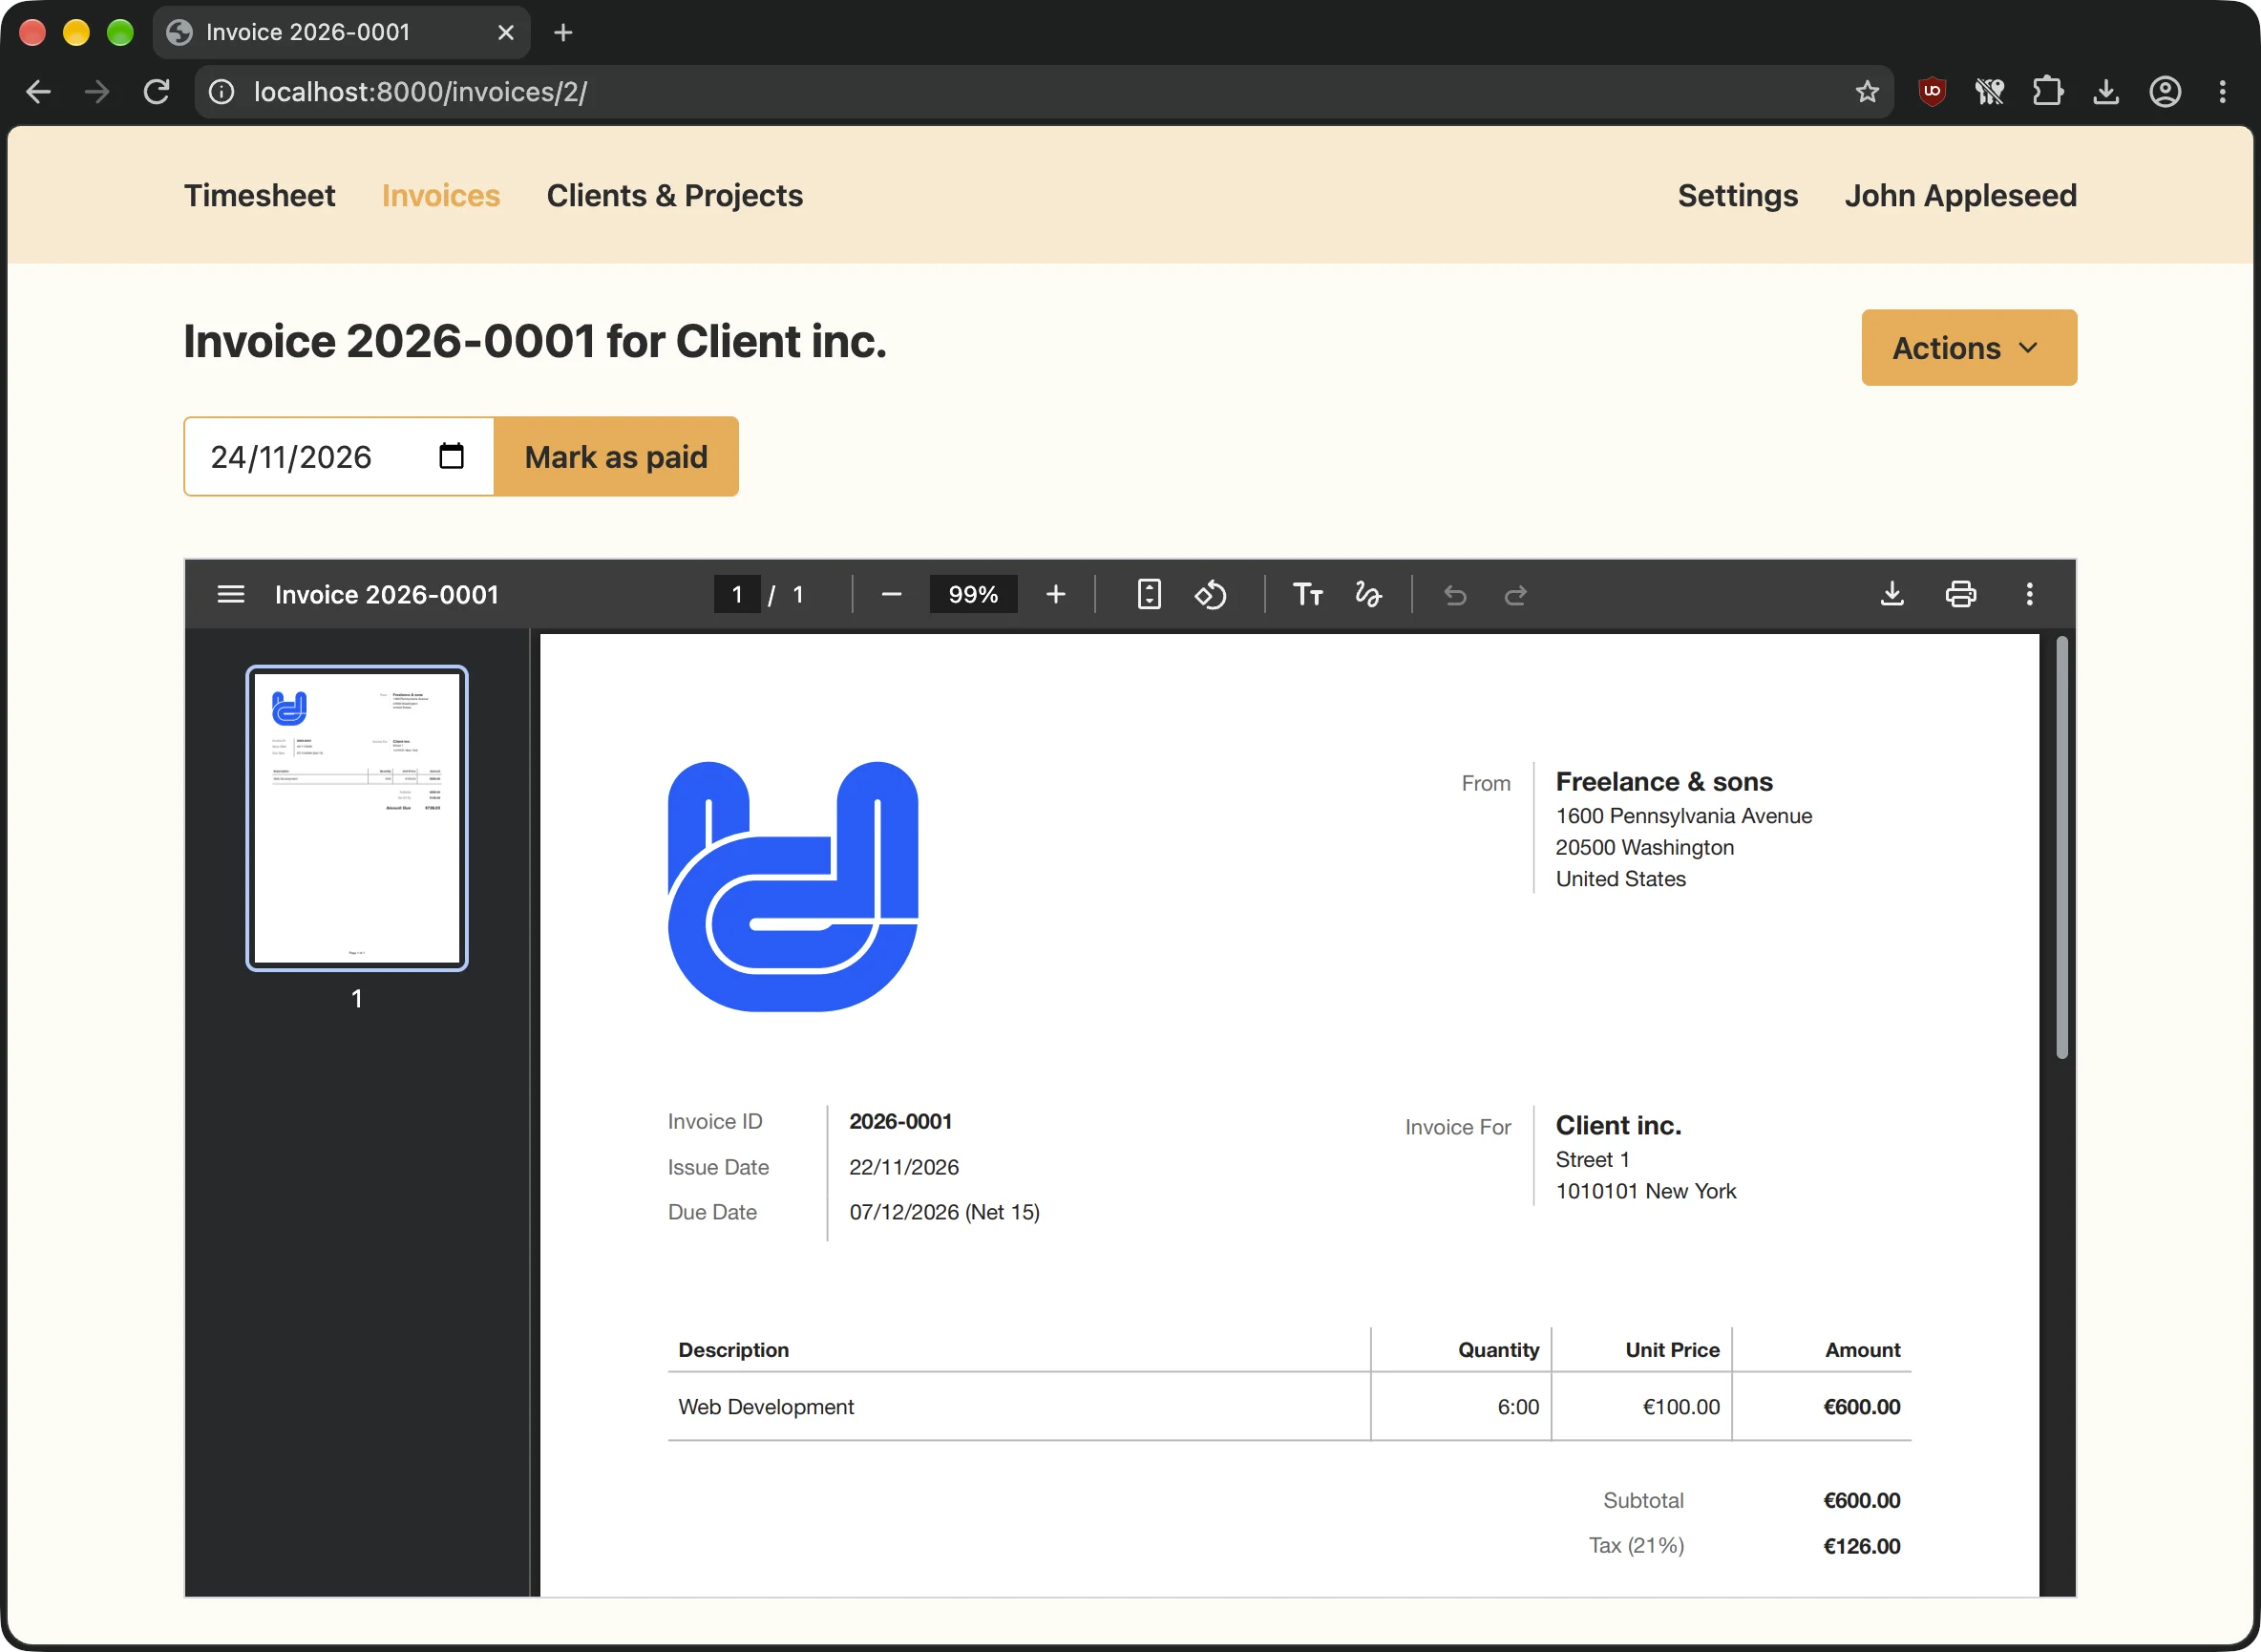 Invoice 2026-0001
localhost:8000/invoices/2/
Timesheet Invoices Clients & Projects Settings John Appleseed
Invoice 2026-0001 for Client inc.
Actions
24/11/2026 Mark as paid
Invoice 2026-0001 1 / 1 99%
1
From Freelance & sons
1600 Pennsylvania Avenue
20500 Washington
United States
Invoice ID 2026-0001
Issue Date 22/11/2026
Due Date 07/12/2026 (Net 15)
Invoice For Client inc.
Street 1
1010101 New York
Description Quantity Unit Price Amount
Web Development 6:00 €100.00 €600.00
Subtotal €600.00
Tax (21%) €126.00